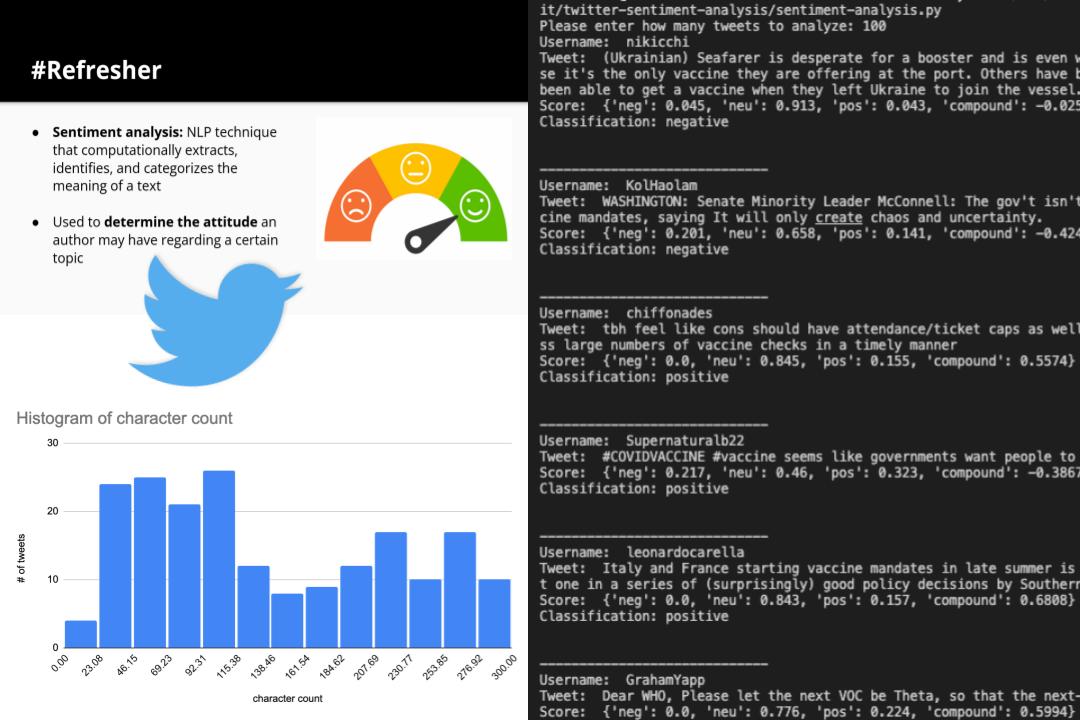 #Refresher
● Sentiment analysis: NLP technique
that computationally extracts,
identifies, and categorizes the
meaning of a text
● Used to determine the attitude an
author may have regarding a certain
topic
Histogram of character count
30
20
10
0
# of tweets
0.00
23.08
46.15
69.23
92.31
115.38
138.46
161.54
184.62
207.69
230.77
253.85
276.92
300.00
character count
it/twitter-sentiment-analysis/sentiment-analysis.py
Please enter how many tweets to analyze: 100
Username: nikicchi
Tweet: (Ukrainian) Seafarer is desperate for a booster and is even
se it's the only vaccine they are offering at the port. Others have
been able to get a vaccine when they left Ukraine to join the vessel.
Score: {'neg': 0.045, 'neu': 0.913, 'pos': 0.043, 'compound': -0.025
Classification: negative
Username: KolHaolam
Tweet: WASHINGTON: Senate Minority Leader McConnell: The gov't isn't
cine mandates, saying It will only create chaos and uncertainty.
Score: {'neg': 0.201, 'neu': 0.658, 'pos': 0.141, 'compound': -0.424
Classification: negative
Username: chiffonades
Tweet: tbh feel like cons should have attendance/ticket caps as well
ss large numbers of vaccine checks in a timely manner
Score: {'neg': 0.0, 'neu': 0.845, 'pos': 0.155, 'compound': 0.5574}
Classification: positive
Username: Supernaturalb22
Tweet: #COVIDVACCINE #vaccine seems like governments want people to
Score: {'neg': 0.217, 'neu': 0.46, 'pos': 0.323, 'compound': -0.3867
Classification: positive
Username: leonardocarella
Tweet: Italy and France starting vaccine mandates in late summer is
t one in a series of (surprisingly) good policy decisions by Southern
Score: {'neg': 0.0, 'neu': 0.843, 'pos': 0.157, 'compound': 0.6808}
Classification: positive
Username: GrahamYapp
Tweet: Dear WHO, Please let the next VOC be Theta, so that the next-
Score: {'neg': 0.0, 'neu': 0.776, 'pos': 0.224, 'compound': 0.5994}